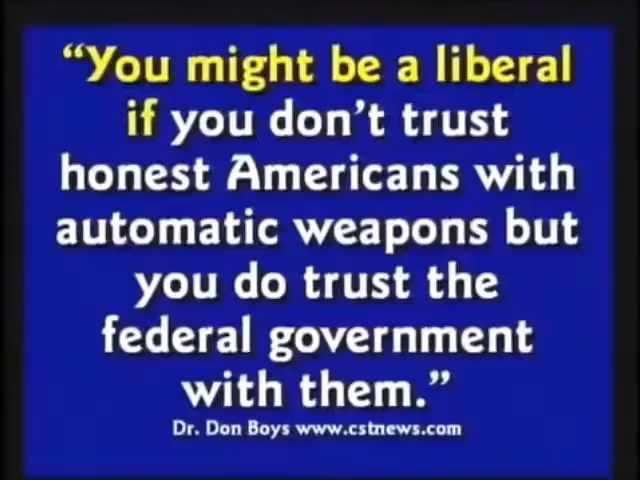 “You might be a liberal
if you don’t trust
honest Americans with
automatic weapons but
you do trust the
federal government
with them.”
Dr. Don Boys www.cstnews.com